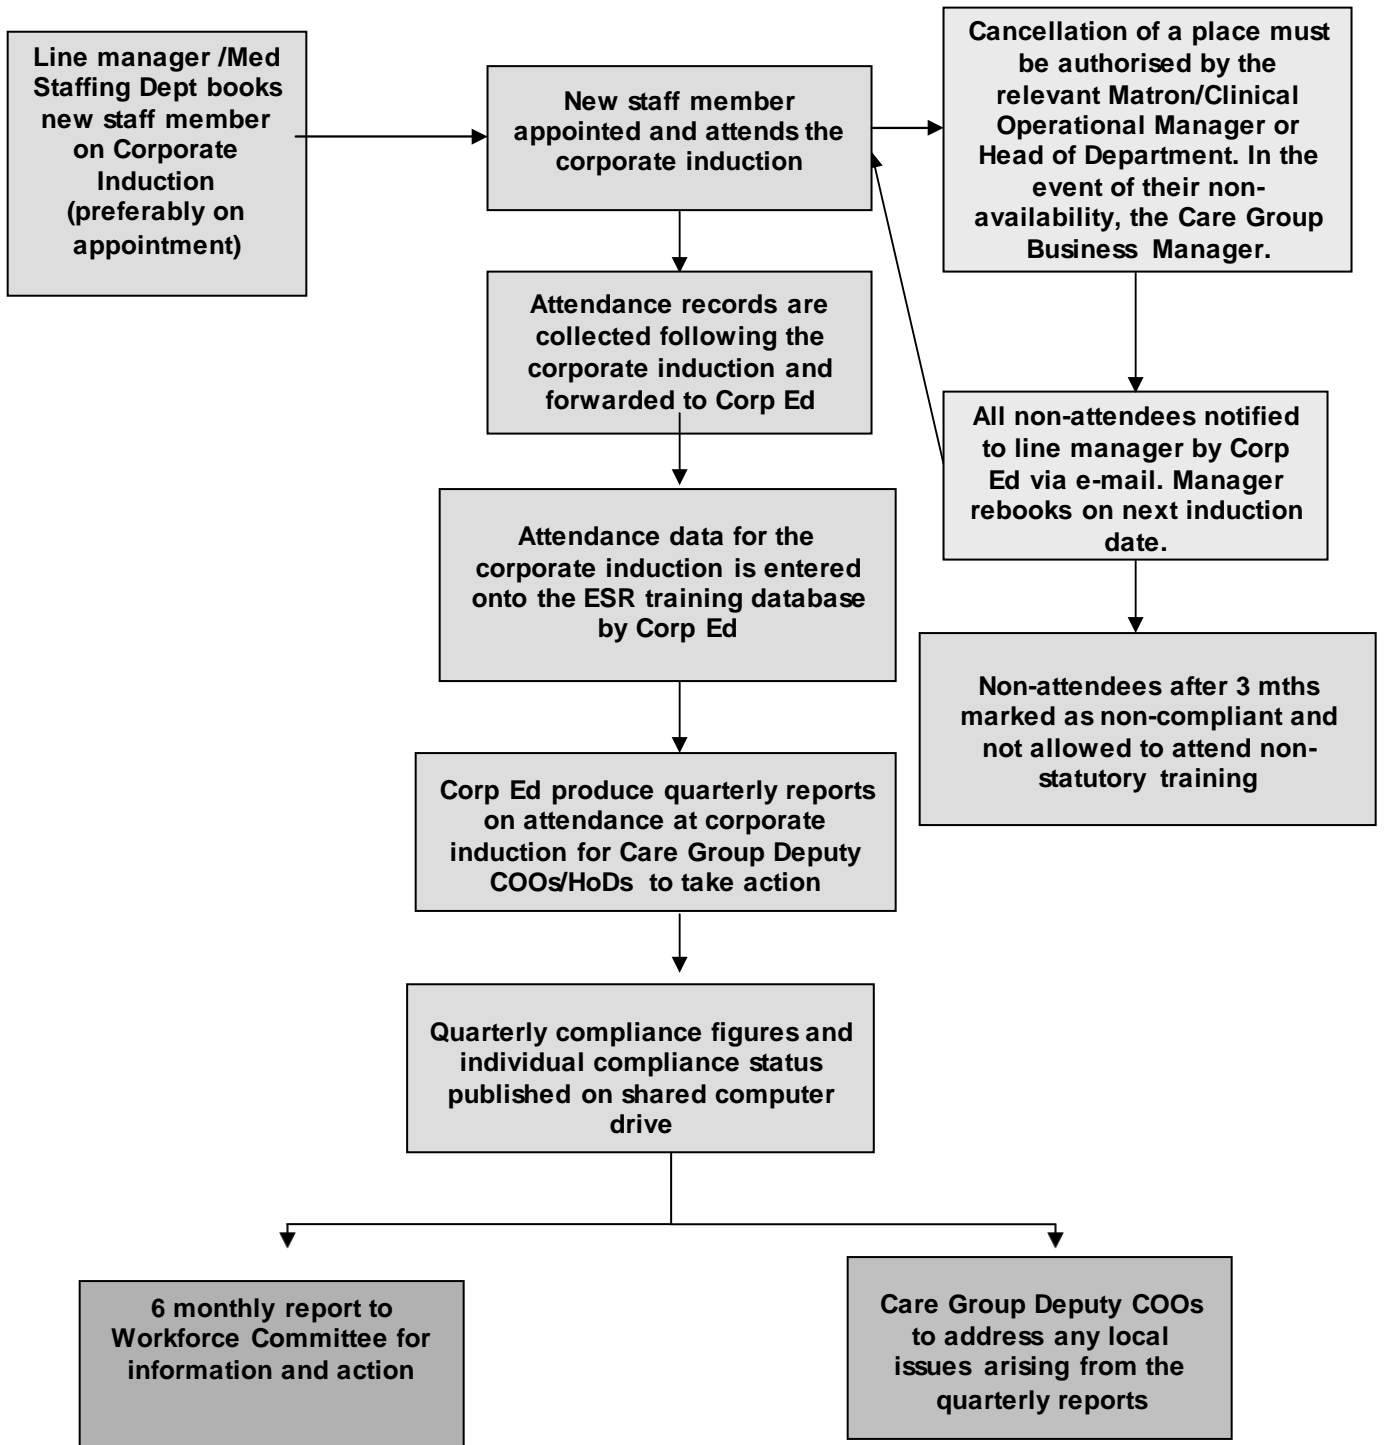 Line manager /Med
Staffing Dept books
new staff member
on Corporate
Induction
(preferably on
appointment)
New staff member
appointed and attends the
corporate induction
Cancellation of a place must
be authorised by the
relevant Matron/Clinical
Operational Manager or
Head of Department. In the
event of their non-
availability, the Care Group
Business Manager.
Attendance records are
collected following the
corporate induction and
forwarded to Corp Ed
All non-attendees notified
to line manager by Corp
Ed via e-mail. Manager
rebooks on next induction
date.
Attendance data for the
corporate induction is entered
onto the ESR training database
by Corp Ed
Non-attendees after 3 mths
marked as non-compliant and
not allowed to attend non-
statutory training
Corp Ed produce quarterly reports
on attendance at corporate
induction for Care Group Deputy
COOs/HoDs to take action
Quarterly compliance figures and
individual compliance status
published on shared computer
drive
6 monthly report to
Workforce Committee for
information and action
Care Group Deputy COOs
to address any local
issues arising from the
quarterly reports